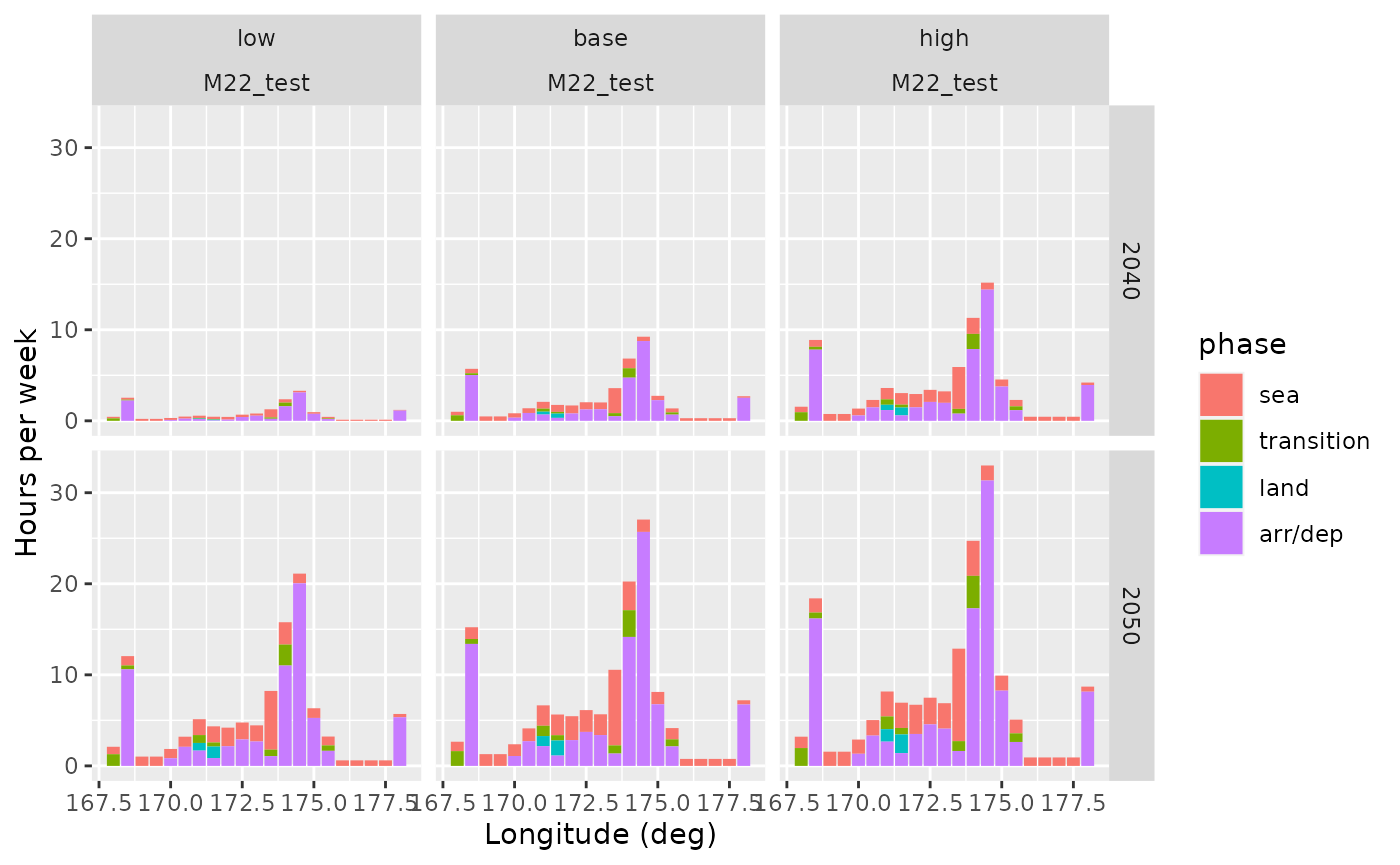 low base high
M22_test M22_test M22_test
Hours per week
30
20
10
0
2040
30
20
10
0
2050
167.5 170.0 172.5 175.0 177.5 167.5 170.0 172.5 175.0 177.5 167.5 170.0 172.5 175.0 177.5
Longitude (deg)
phase
sea
transition
land
arr/dep